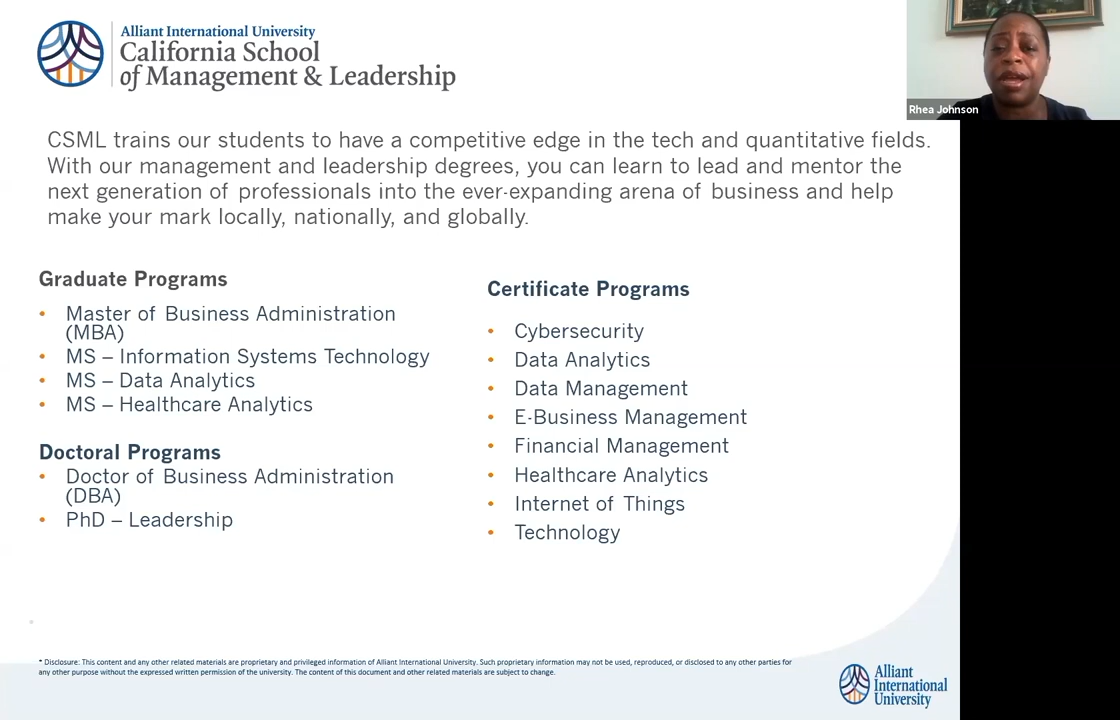 Alliant International University
California School
of Management & Leadership
Rhea Johnson
CSML trains our students to have a competitive edge in the tech and quantitative fields.
With our management and leadership degrees, you can learn to lead and mentor the
next generation of professionals into the ever-expanding arena of business and help
make your mark locally, nationally, and globally.
Graduate Programs
• Master of Business Administration
(MBA)
• MS – Information Systems Technology
• MS – Data Analytics
• MS – Healthcare Analytics
Doctoral Programs
• Doctor of Business Administration
(DBA)
• PhD – Leadership
Certificate Programs
• Cybersecurity
• Data Analytics
• Data Management
• E-Business Management
• Financial Management
• Healthcare Analytics
• Internet of Things
• Technology
* Disclosure: This content and any other related materials are proprietary and privileged information of Alliant International University. Such proprietary information may not be used, reproduced, or disclosed to any other parties for
any other purpose without the expressed written permission of the university. The content of this document and other related materials are subject to change.
Alliant
International
University